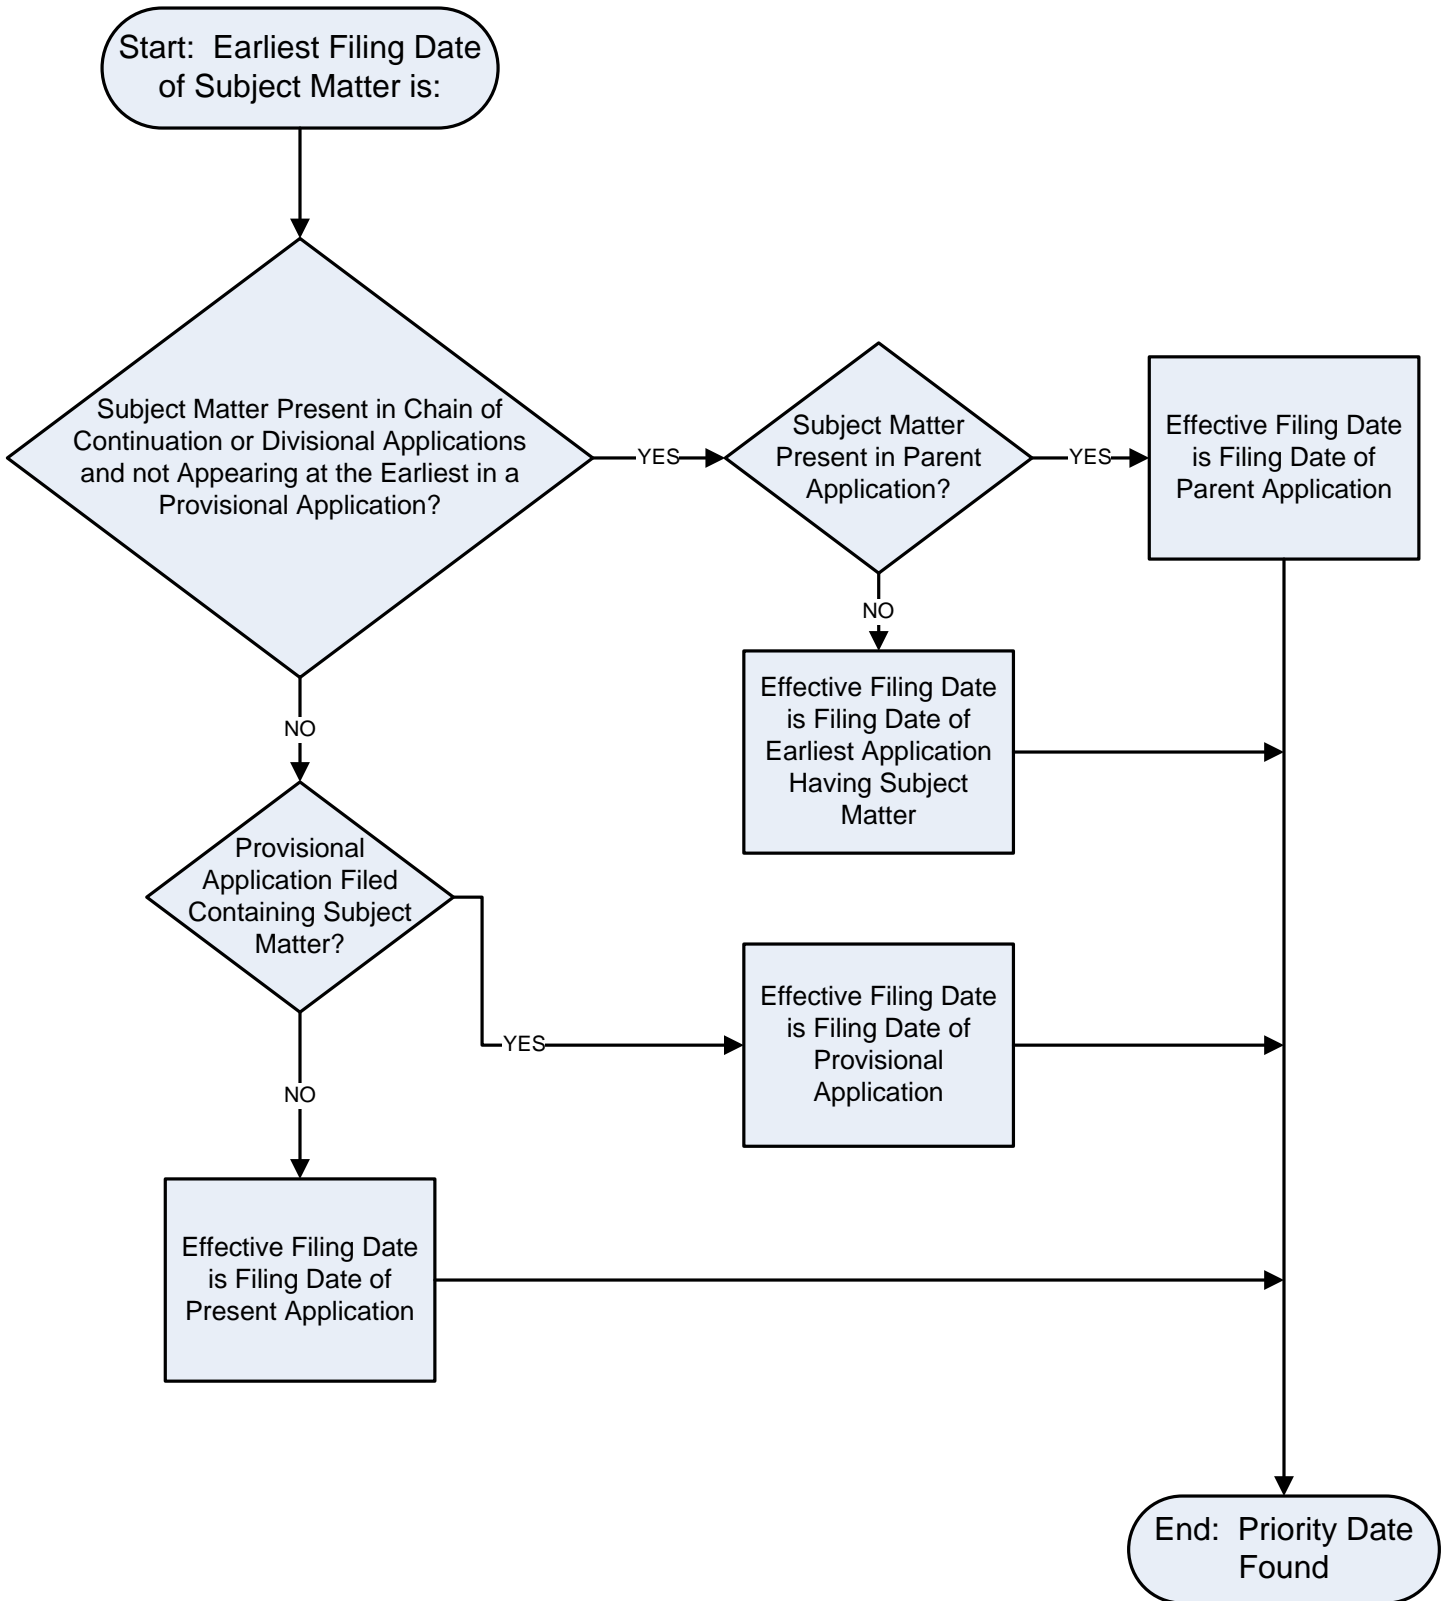 Start:  Earliest Filing Date
of Subject Matter is:
Subject Matter Present in Chain of
Continuation or Divisional Applications
and not Appearing at the Earliest in a
Provisional Application?
YES
Subject Matter
Present in Parent
Application?
YES
Effective Filing Date
is Filing Date of
Parent Application
NO
Effective Filing Date
is Filing Date of
Earliest Application
Having Subject
Matter
NO
Provisional
Application Filed
Containing Subject
Matter?
YES
Effective Filing Date
is Filing Date of
Provisional
Application
NO
Effective Filing Date
is Filing Date of
Present Application
End:  Priority Date
Found